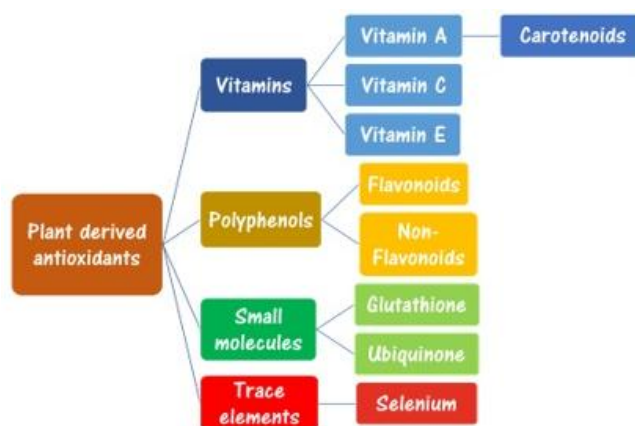 Plant derived
antioxidants
Vitamins
Vitamin A
Carotenoids
Vitamin C
Vitamin E
Polyphenols
Flavonoids
Non-
Flavonoids
Small
molecules
Glutathione
Ubiquinone
Trace
elements
Selenium